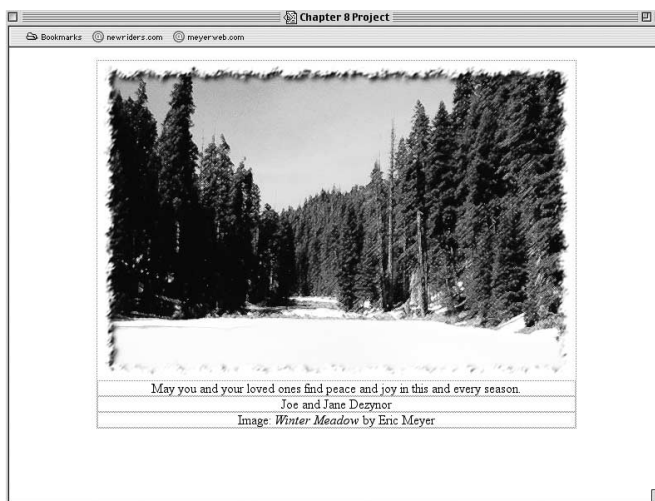 Chapter 8 Project
Bookmarks newriders.com meyerweb.com
May you and your loved ones find peace and joy in this and every season.
Joe and Jane Dezynor
Image: Winter Meadow by Eric Meyer